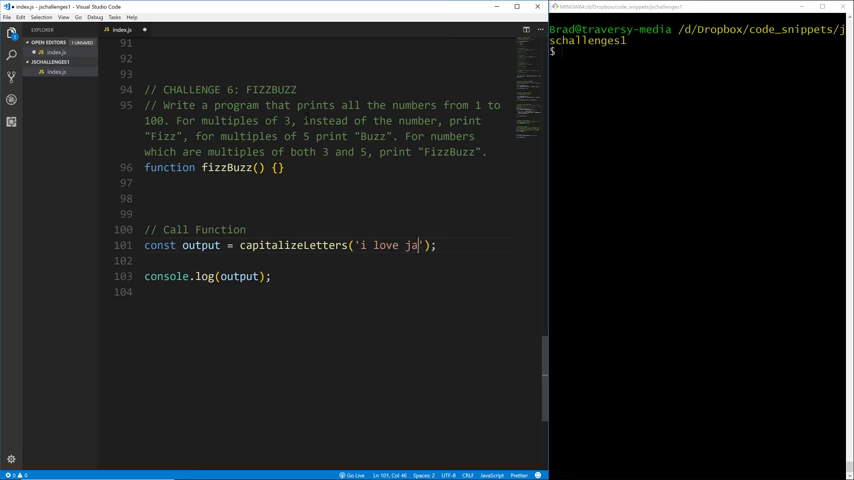 index.js - jschallenges1 - Visual Studio Code
File Edit Selection View Go Debug Tasks Help
EXPLORER
OPEN EDITORS 1 UNSAVED
index.js
JSCHALLENGES1
index.js
index.js
91
92
93
94 // CHALLENGE 6: FIZZBUZZ
95 // Write a program that prints all the numbers from 1 to
100. For multiples of 3, instead of the number, print
"Fizz", for multiples of 5 print "Buzz". For numbers
which are multiples of both 3 and 5, print "FizzBuzz".
96 function fizzBuzz() {}
97
98
99
100 // Call Function
101 const output = capitalizeLetters('i love ja');
102
103 console.log(output);
104
0 0 Go Live Ln 101, Col 46 Spaces: 2 UTF-8 CRLF JavaScript Prettier
MINGW64:/d/Dropbox/code_snippets/jschallenges1
Brad@traversy-media /d/Dropbox/code_snippets/j
schallenges1
$